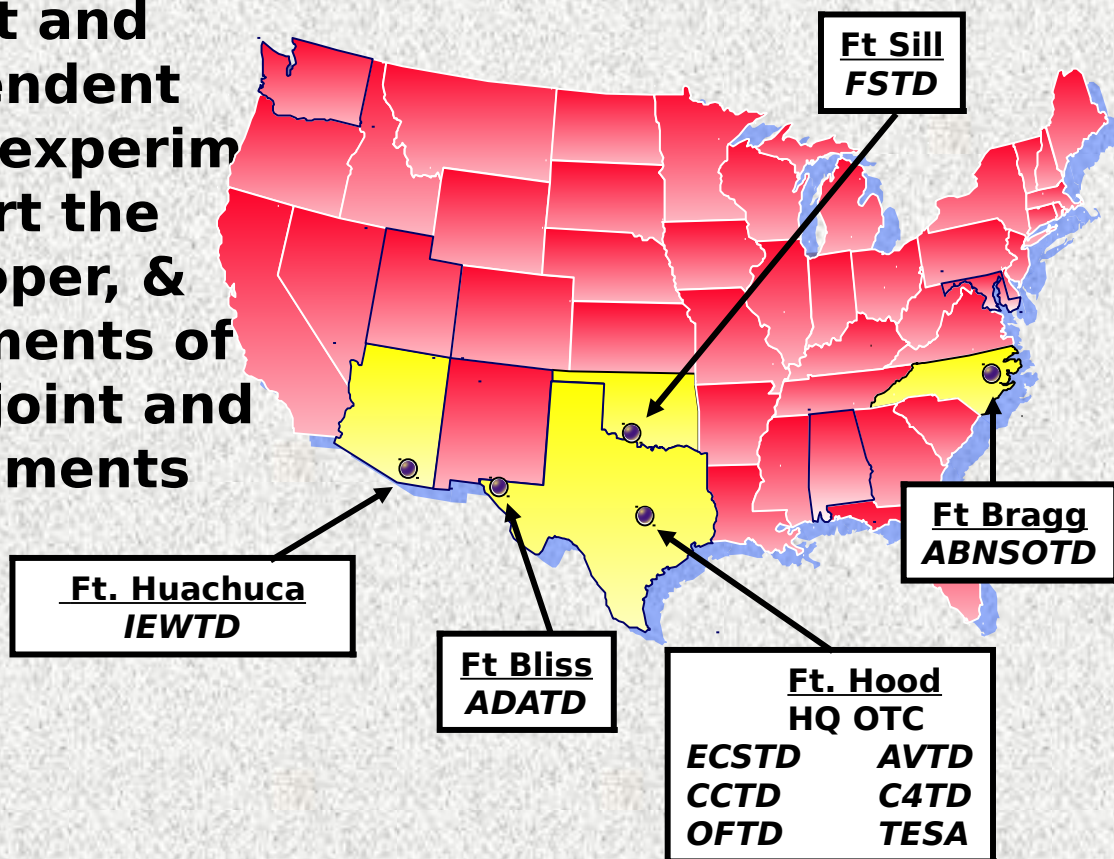 t and
endent
experim
rt the
oper, &
ments of
joint and
ments
Ft Sill
FSTD
Ft Bragg
ABNSOTD
Ft. Huachuca
IEWTD
Ft Bliss
ADATD
Ft. Hood
HQ OTC
ECSTD AVTD
CCTD C4TD
OFTD TESA